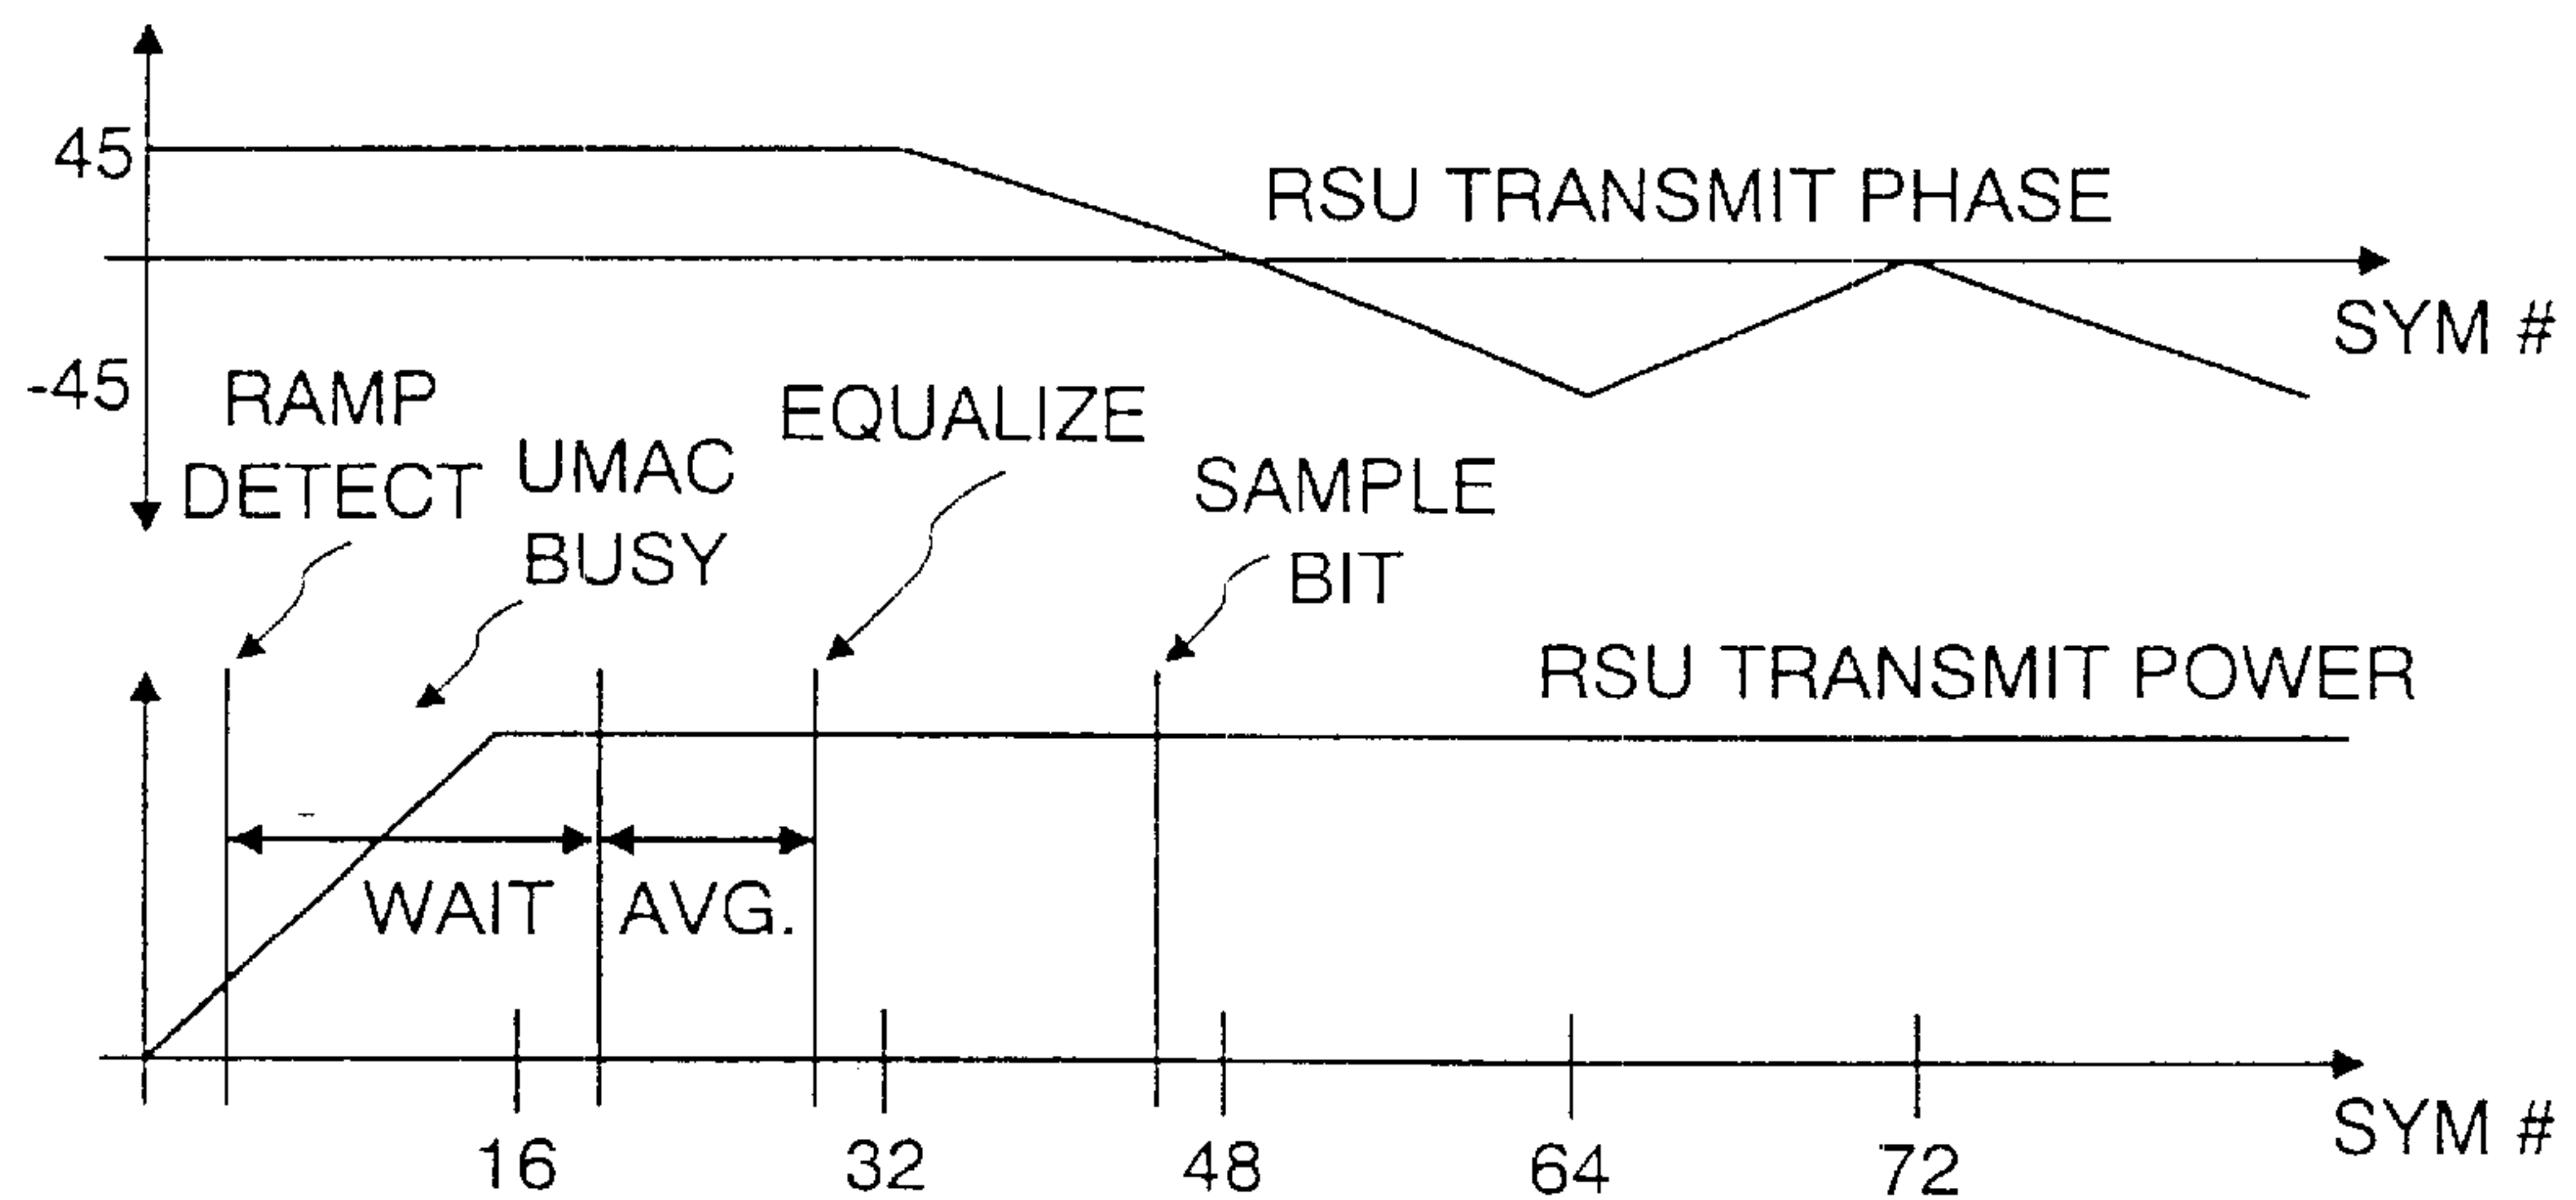 45
RSU TRANSMIT PHASE
SYM #
-45
RAMP
DETECT
UMAC
BUSY
EQUALIZE
SAMPLE
BIT
RSU TRANSMIT POWER
WAIT
AVG.
16
32
48
64
72
SYM #